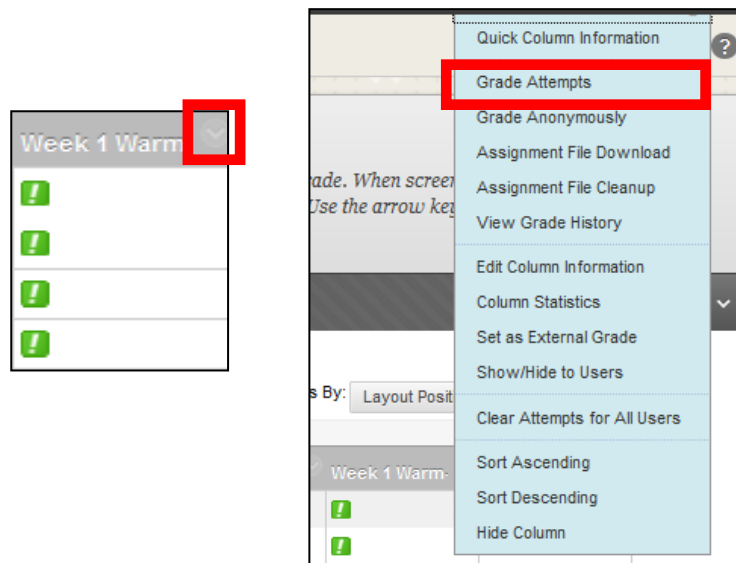 Week 1 Warm
!
!
!
!
Quick Column Information
?
Grade Attempts
Grade Anonymously
Assignment File Download
Assignment File Cleanup
View Grade History
ade. When screen
Use the arrow key
Edit Column Information
Column Statistics
Set as External Grade
Show/Hide to Users
s By: Layout Posit
Clear Attempts for All Users
Sort Ascending
Sort Descending
Hide Column
Week 1 Warm-
!
!